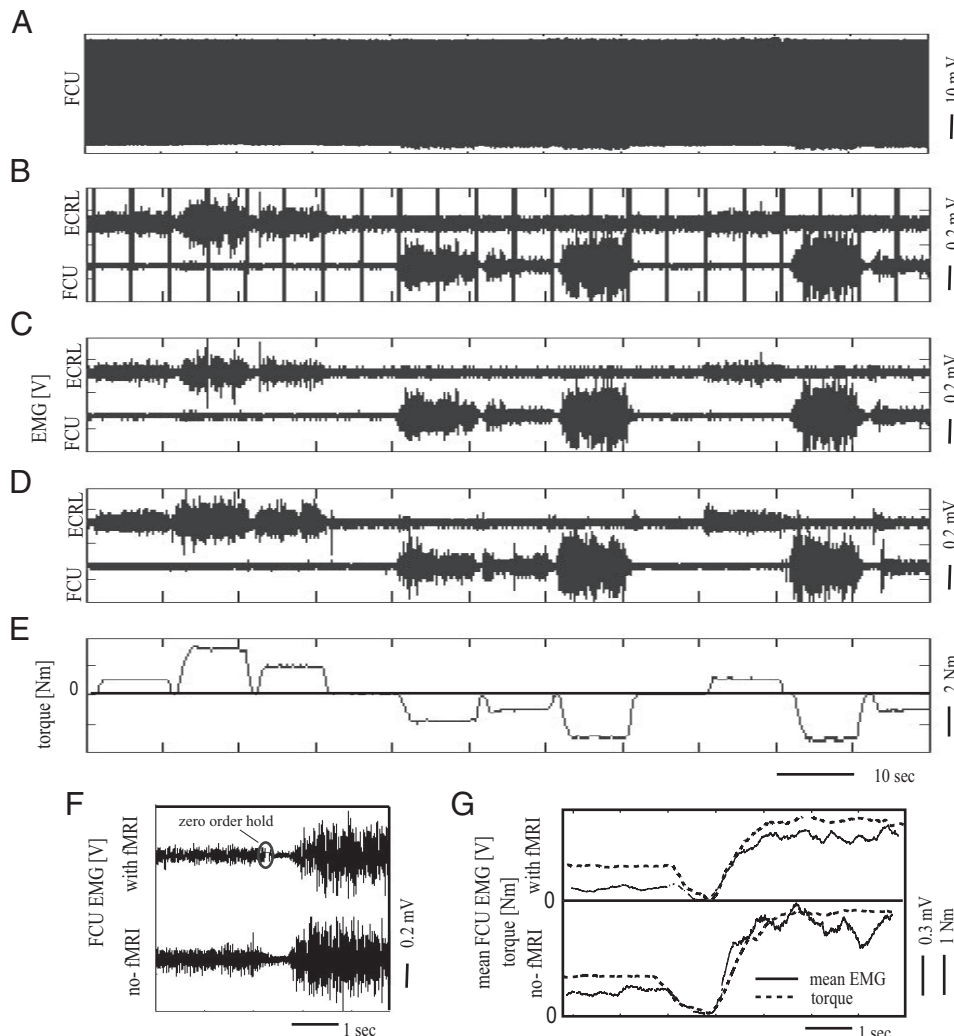 A
FCU
10 mV
B
ECRL
FCU
0.2 mV
C
EMG [V]
ECRL
FCU
0.2 mV
D
ECRL
FCU
0.2 mV
E
torque [Nm]
0
2 Nm
10 sec
F
FCU EMG [V]
with fMRI
no- fMRI
zero order hold
0.2 mV
1 sec
G
mean FCU EMG [V]
torque [Nm]
with fMRI
no- fMRI
0
0
mean EMG
torque
0.3 mV
1 Nm
1 sec